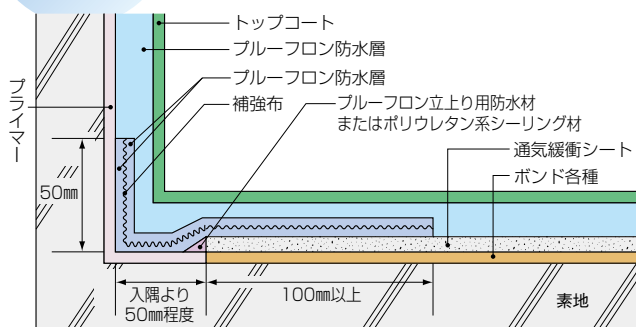 トップコート
プルーフロン防水層
プルーフロン防水層
補強布
プルーフロン立上り用防水材
またはポリウレタン系シーリング材
通気緩衝シート
ボンド各種
プライマー
50㎜
入隅より
50㎜程度
100㎜以上
素地